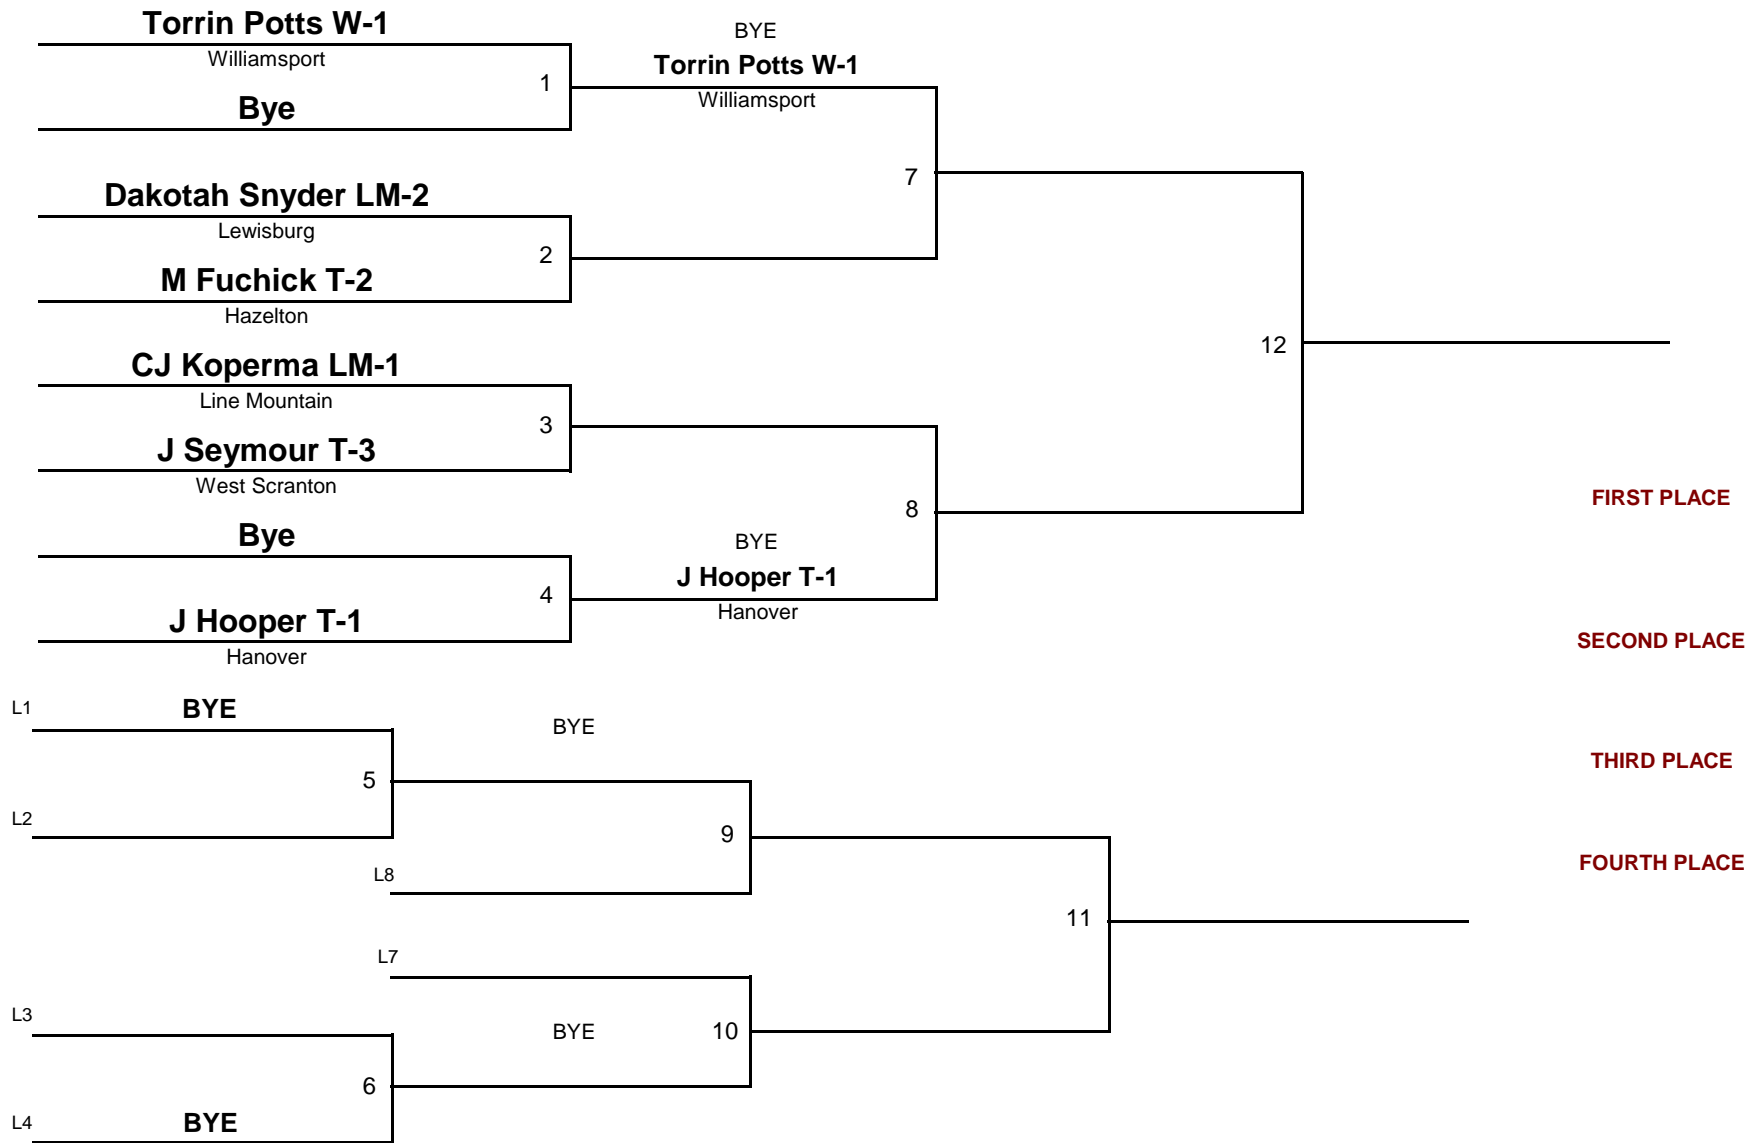 Torrin Potts W-1
BYE
Williamsport
1
Torrin Potts W-1
Bye
Williamsport
7
Dakotah Snyder LM-2
Lewisburg
2
M Fuchick T-2
Hazelton
12
CJ Koperma LM-1
Line Mountain
3
J Seymour T-3
West Scranton
FIRST PLACE
8
Bye
BYE
J Hooper T-1
4
Hanover
J Hooper T-1
Hanover
SECOND PLACE
L1
BYE
BYE
THIRD PLACE
5
L2
9
L8
FOURTH PLACE
11
L7
L3
BYE
10
6
L4
BYE